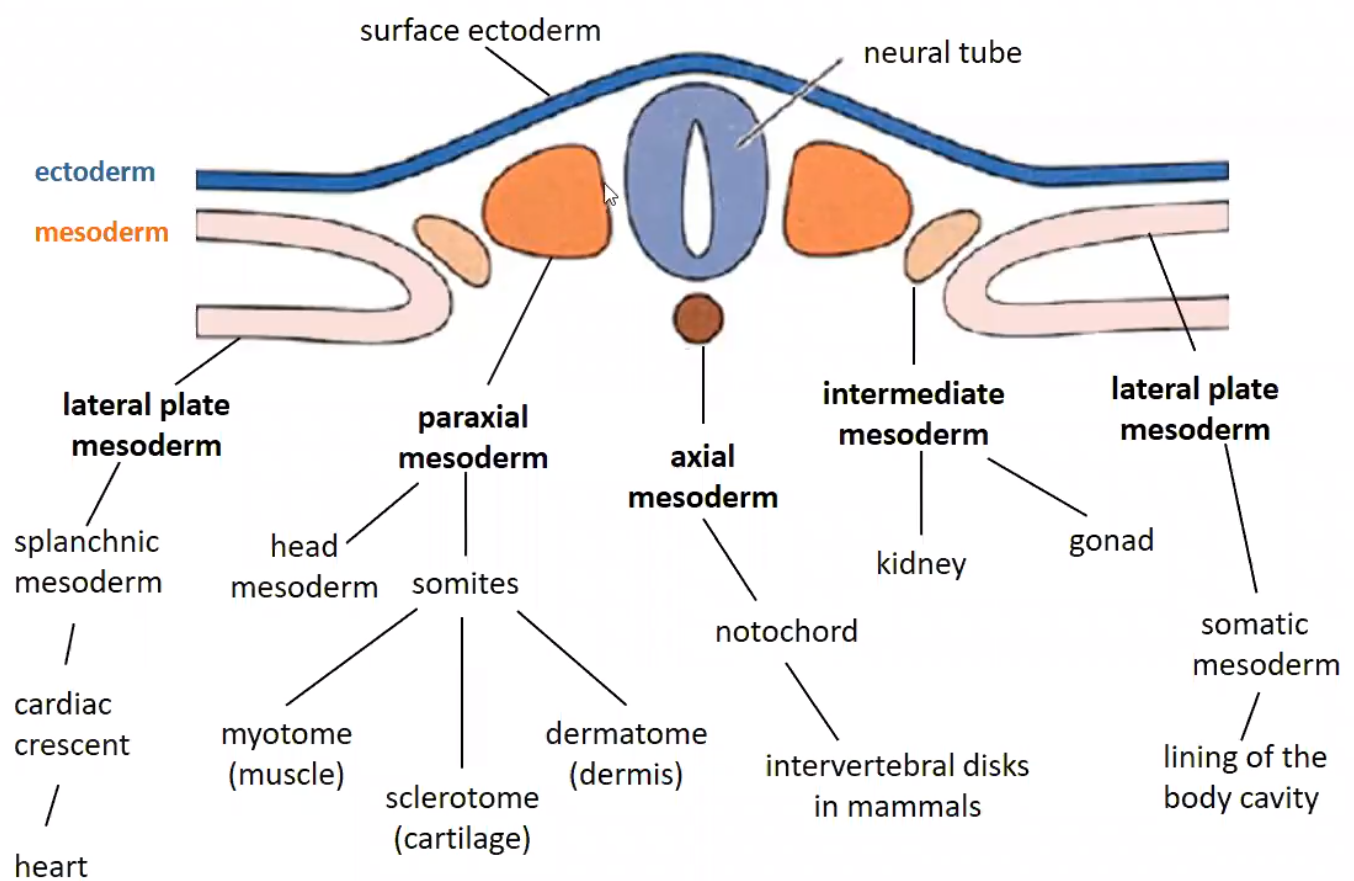 surface ectoderm
neural tube
ectoderm
mesoderm
lateral plate
mesoderm
paraxial
mesoderm
axial
mesoderm
intermediate
mesoderm
lateral plate
mesoderm
splanchnic
mesoderm
head
mesoderm
somites
kidney
gonad
notochord
somatic
mesoderm
cardiac
crescent
myotome
(muscle)
sclerotome
(cartilage)
dermatome
(dermis)
intervertebral disks
in mammals
lining of the
body cavity
heart